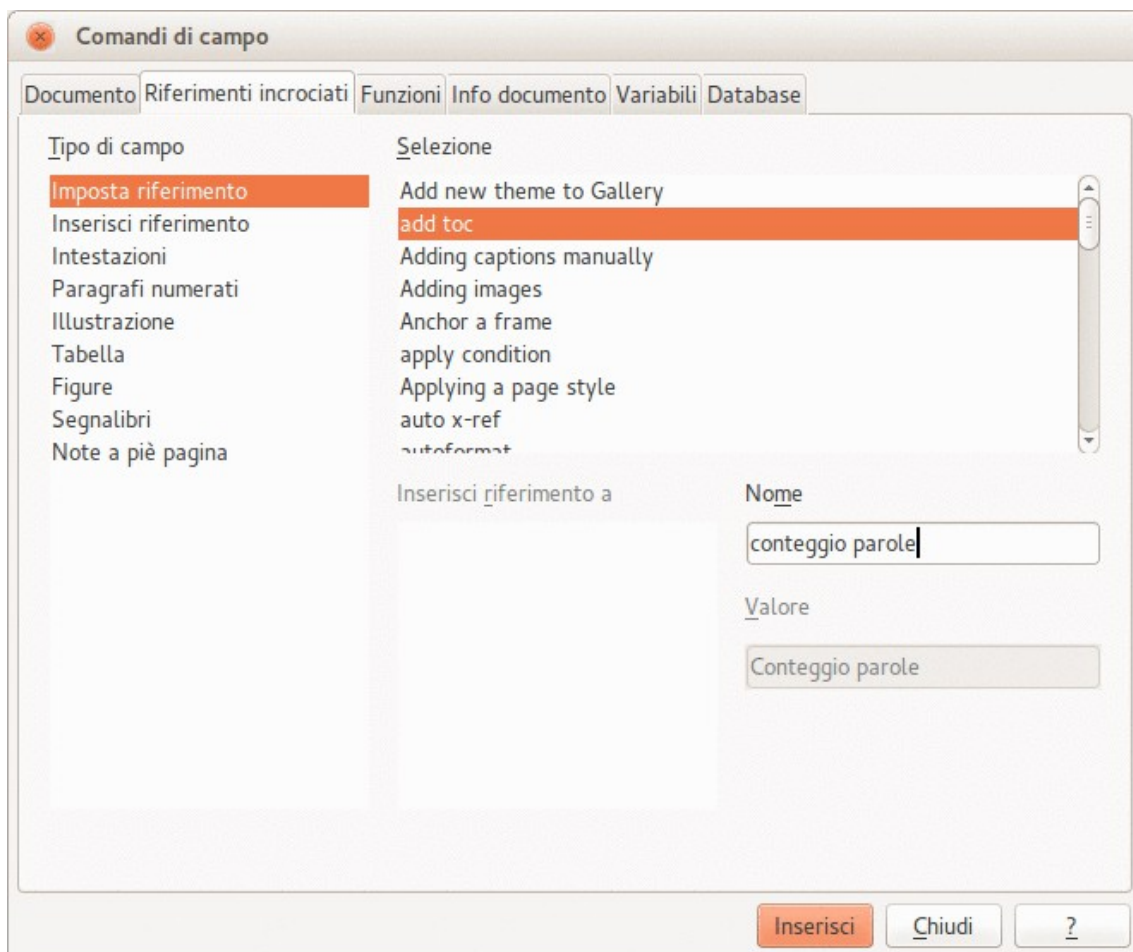 Comandi di campo
Documento Riferimenti incrociati Funzioni Info documento Variabili Database
Tipo di campo
Imposta riferimento
Inserisci riferimento
Intestazioni
Paragrafi numerati
Illustrazione
Tabella
Figure
Segnalibri
Note a piè pagina
Selezione
Add new theme to Gallery
add toc
Adding captions manually
Adding images
Anchor a frame
apply condition
Applying a page style
auto x-ref
autoformat
Inserisci riferimento a
Nome
conteggio parole
Valore
Conteggio parole
Inserisci Chiudi ?